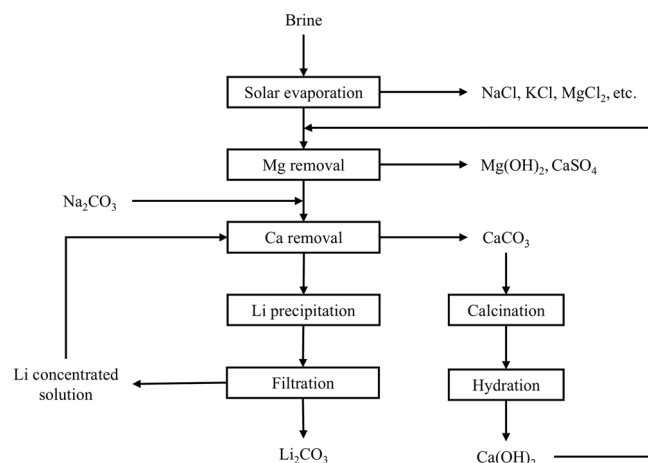 Brine
Solar evaporation
NaCl, KCl, MgCl₂, etc.
Mg removal
Mg(OH)₂, CaSO₄
Na₂CO₃
Ca removal
CaCO₃
Li precipitation
Calcination
Li concentrated
solution
Filtration
Hydration
Li₂CO₃
Ca(OH)₂